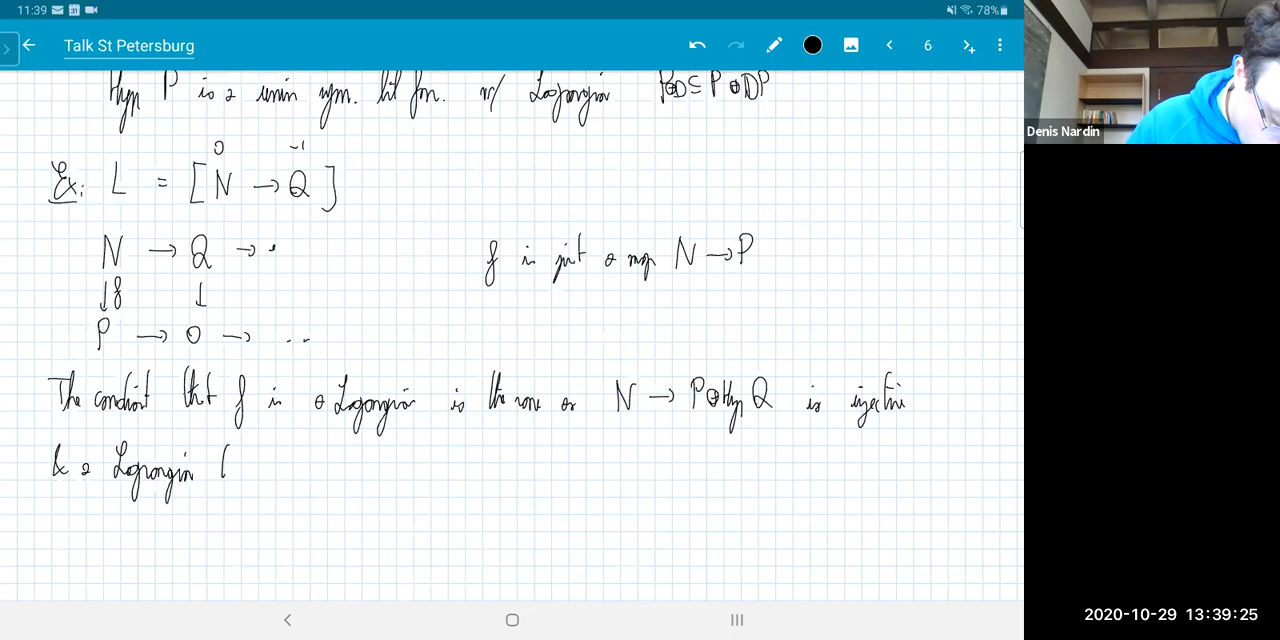 11:39
78%
Talk St Petersburg
6
Hyp P is a unim sym. bil form. w/ Lagrangian P⊕0 ⊆ P⊕DP
0 -1
Ex: L = [N → Q]
N → Q → ·
↓f ↓
P → 0 → ...
f is just a map N → P
The condition that f is a Lagrangian is the same as N → P⊕Hyp Q is injective
& a Lagrangian (
Denis Nardin
2020-10-29 13:39:25